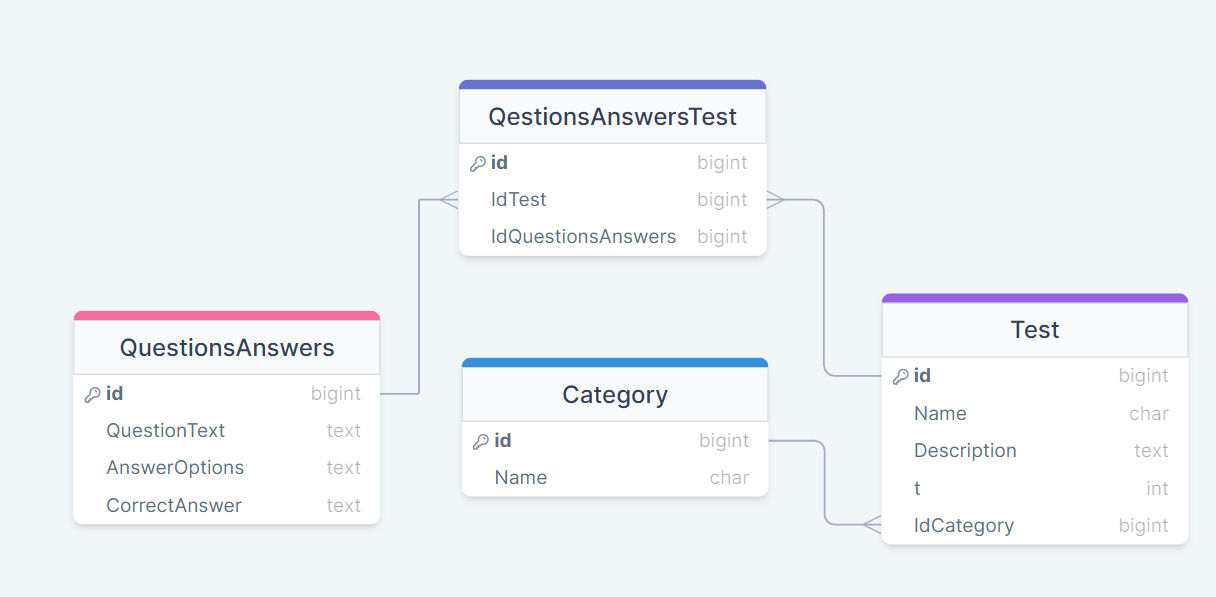 QestionsAnswersTest
id bigint
IdTest bigint
IdQuestionsAnswers bigint
QuestionsAnswers
id bigint
QuestionText text
AnswerOptions text
CorrectAnswer text
Category
id bigint
Name char
Test
id bigint
Name char
Description text
t int
IdCategory bigint